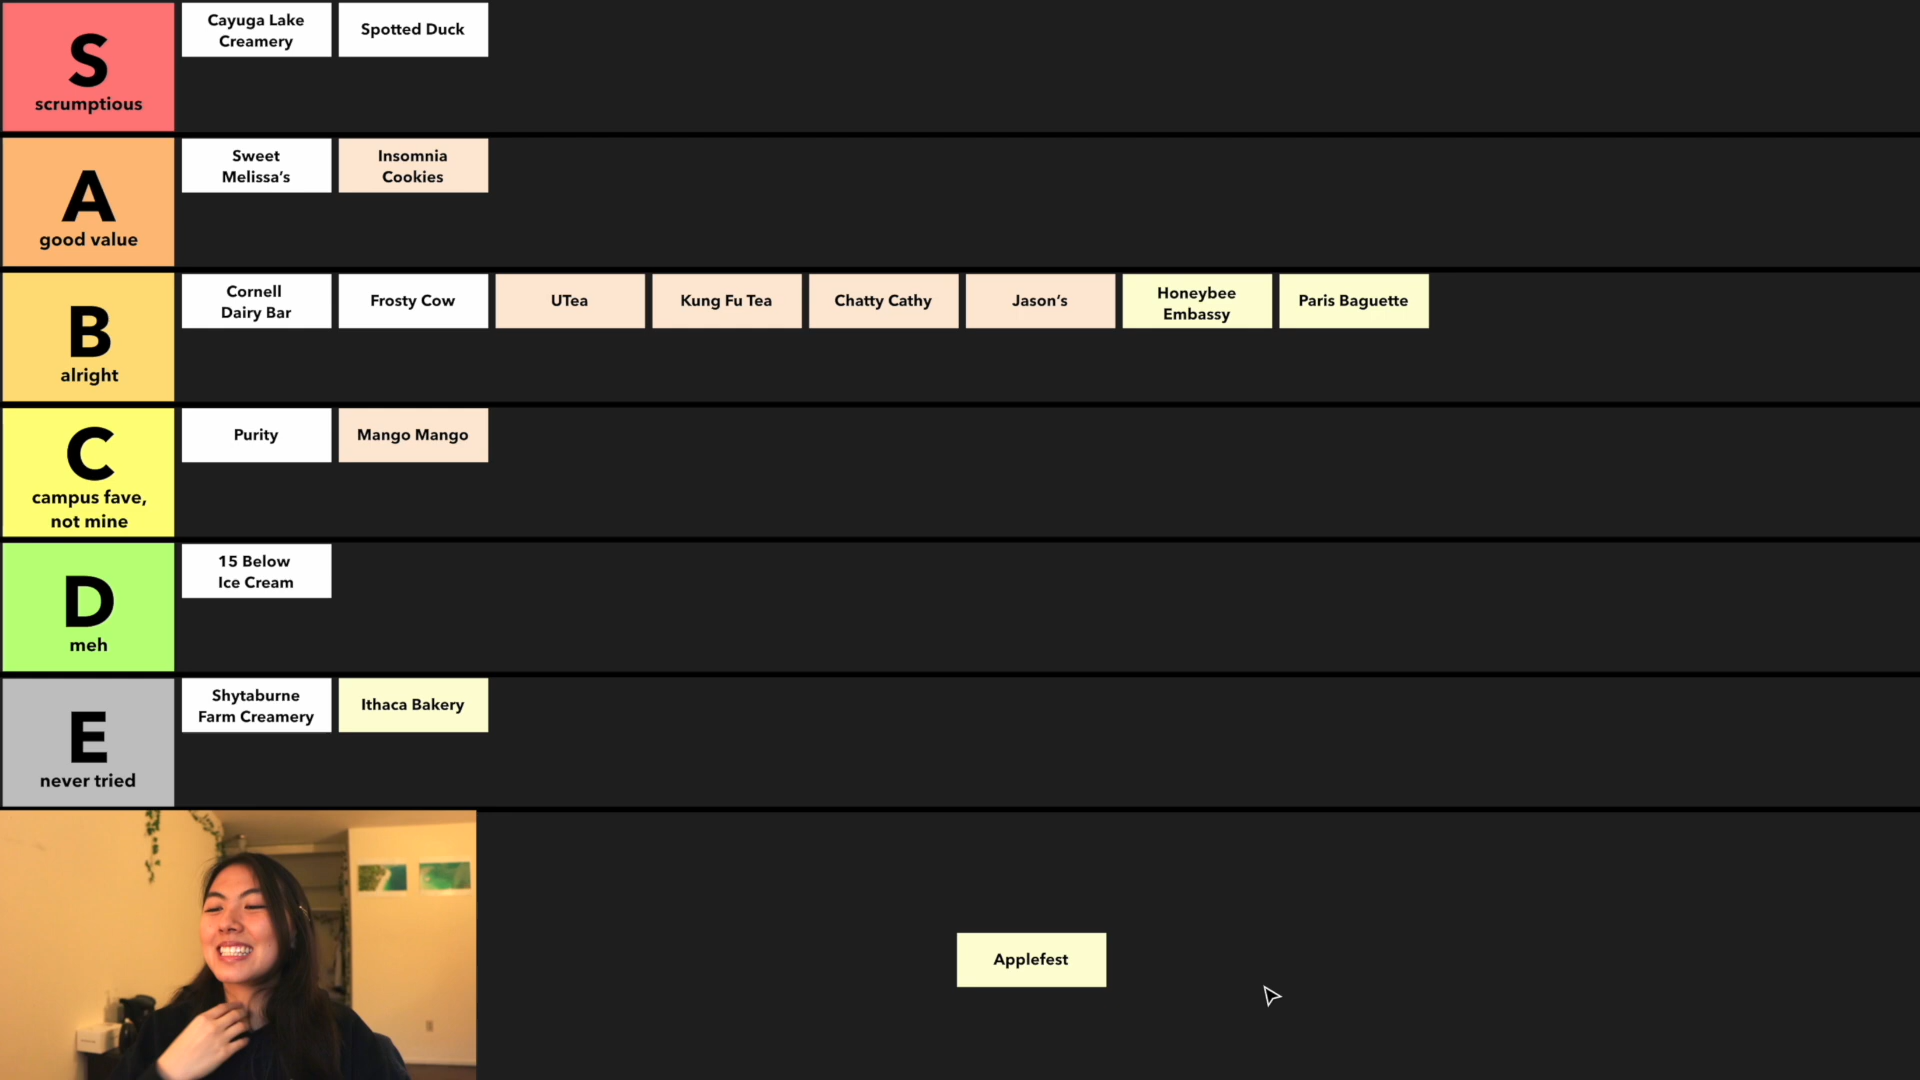 S
scrumptious
Cayuga Lake
Creamery
Spotted Duck
A
good value
Sweet
Melissa’s
Insomnia
Cookies
B
alright
Cornell
Dairy Bar
Frosty Cow
UTea
Kung Fu Tea
Chatty Cathy
Jason’s
Honeybee
Embassy
Paris Baguette
C
campus fave,
not mine
Purity
Mango Mango
D
meh
15 Below
Ice Cream
E
never tried
Shytaburne
Farm Creamery
Ithaca Bakery
Applefest